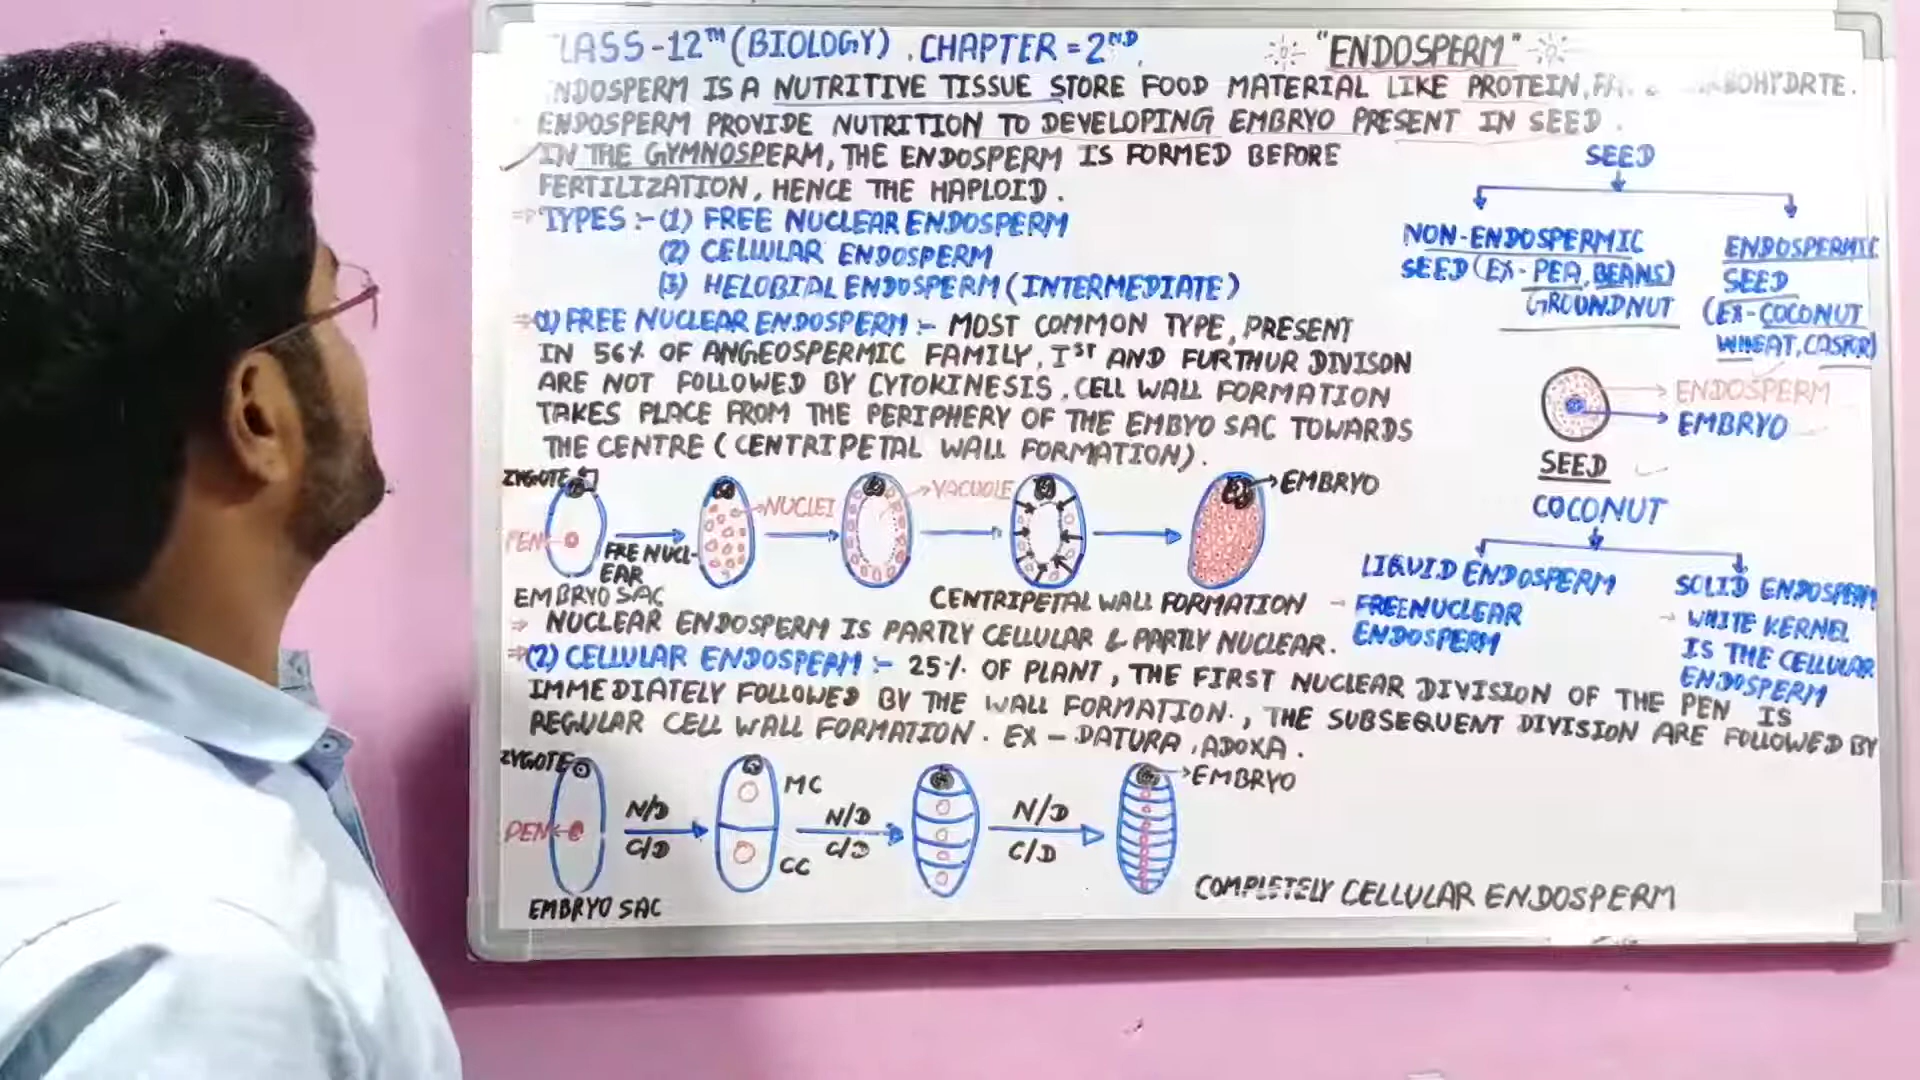 LASS-12TH (BIOLOGY), CHAPTER = 2ND. "ENDOSPERM"
NDOSPERM IS A NUTRITIVE TISSUE STORE FOOD MATERIAL LIKE PROTEIN, BOHYDRTE.
ENDOSPERM PROVIDE NUTRITION TO DEVELOPING EMBRYO PRESENT IN SEED.
IN THE GYMNOSPERM, THE ENDOSPERM IS FORMED BEFORE
FERTILIZATION, HENCE THE HAPLOID.
⇒ TYPES :- (1) FREE NUCLEAR ENDOSPERM
(2) CELLULAR ENDOSPERM
(3) HELOBIAL ENDOSPERM (INTERMEDIATE)
⇒ (1) FREE NUCLEAR ENDOSPERM :- MOST COMMON TYPE, PRESENT
IN 56% OF ANGEOSPERMIC FAMILY, IST AND FURTHUR DIVISON
ARE NOT FOLLOWED BY CYTOKINESIS, CELL WALL FORMATION
TAKES PLACE FROM THE PERIPHERY OF THE EMBYO SAC TOWARDS
THE CENTRE (CENTRIPETAL WALL FORMATION).
SEED
NON-ENDOSPERMIC
SEED (EX- PEA, BEANS)
GROUNDNUT
ENDOSPERMIC
SEED
(EX-COCONUT
WHEAT, CASTOR)
ENDOSPERM
EMBRYO
SEED
COCONUT
LIQUID ENDOSPERM
- FREENUCLEAR
ENDOSPERM
SOLID ENDOSPERM
→ WHITE KERNEL
IS THE CELLULAR
ENDOSPERM
ZYGOTE
PEN
FRE NUCL-
EAR
EMBRYO SAC
NUCLEI
VACUOLE
EMBRYO
CENTRIPETAL WALL FORMATION
⇒ NUCLEAR ENDOSPERM IS PARTLY CELLULAR & PARTLY NUCLEAR.
⇒ (2) CELLULAR ENDOSPERM :- 25% OF PLANT, THE FIRST NUCLEAR DIVISION OF THE PEN IS
IMMEDIATELY FOLLOWED BY THE WALL FORMATION., THE SUBSEQUENT DIVISION ARE FOLLOWED BY
REGULAR CELL WALL FORMATION. EX - DATURA, ADOXA.
ZYGOTE
PEN
EMBRYO SAC
N/D
C/D
MC
CC
N/D
C/D
N/D
C/D
EMBRYO
COMPLETELY CELLULAR ENDOSPERM